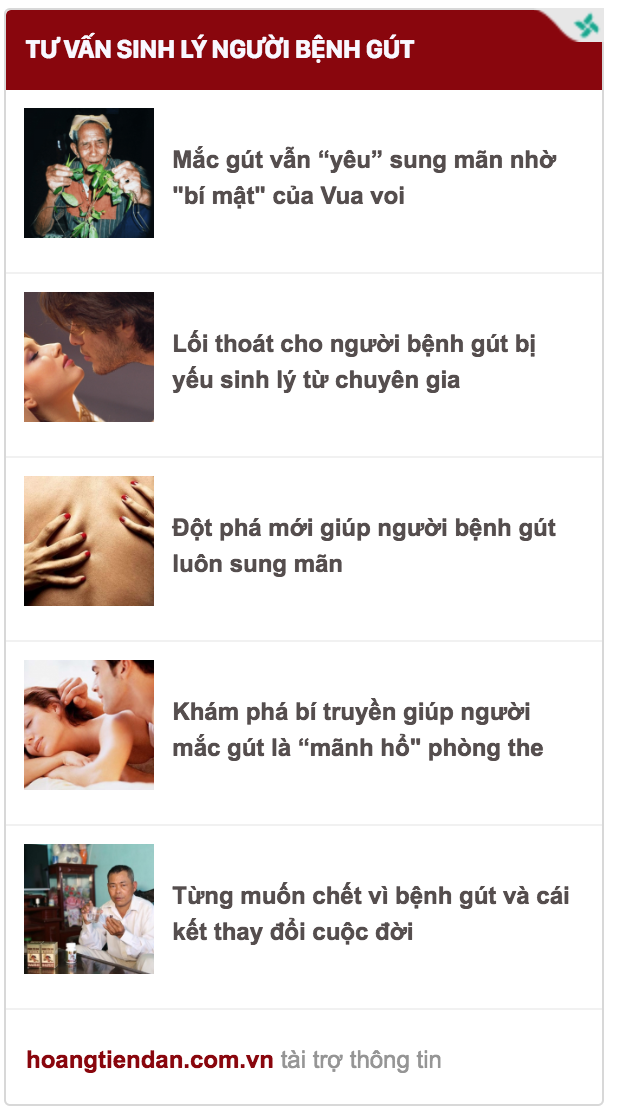 TƯ VẤN SINH LÝ NGƯỜI BỆNH GÚT
Mắc gút vẫn “yêu” sung mãn nhờ
"bí mật" của Vua voi
Lối thoát cho người bệnh gút bị
yếu sinh lý từ chuyên gia
Đột phá mới giúp người bệnh gút
luôn sung mãn
Khám phá bí truyền giúp người
mắc gút là “mãnh hổ" phòng the
Từng muốn chết vì bệnh gút và cái
kết thay đổi cuộc đời
hoangtiendan.com.vn tài trợ thông tin